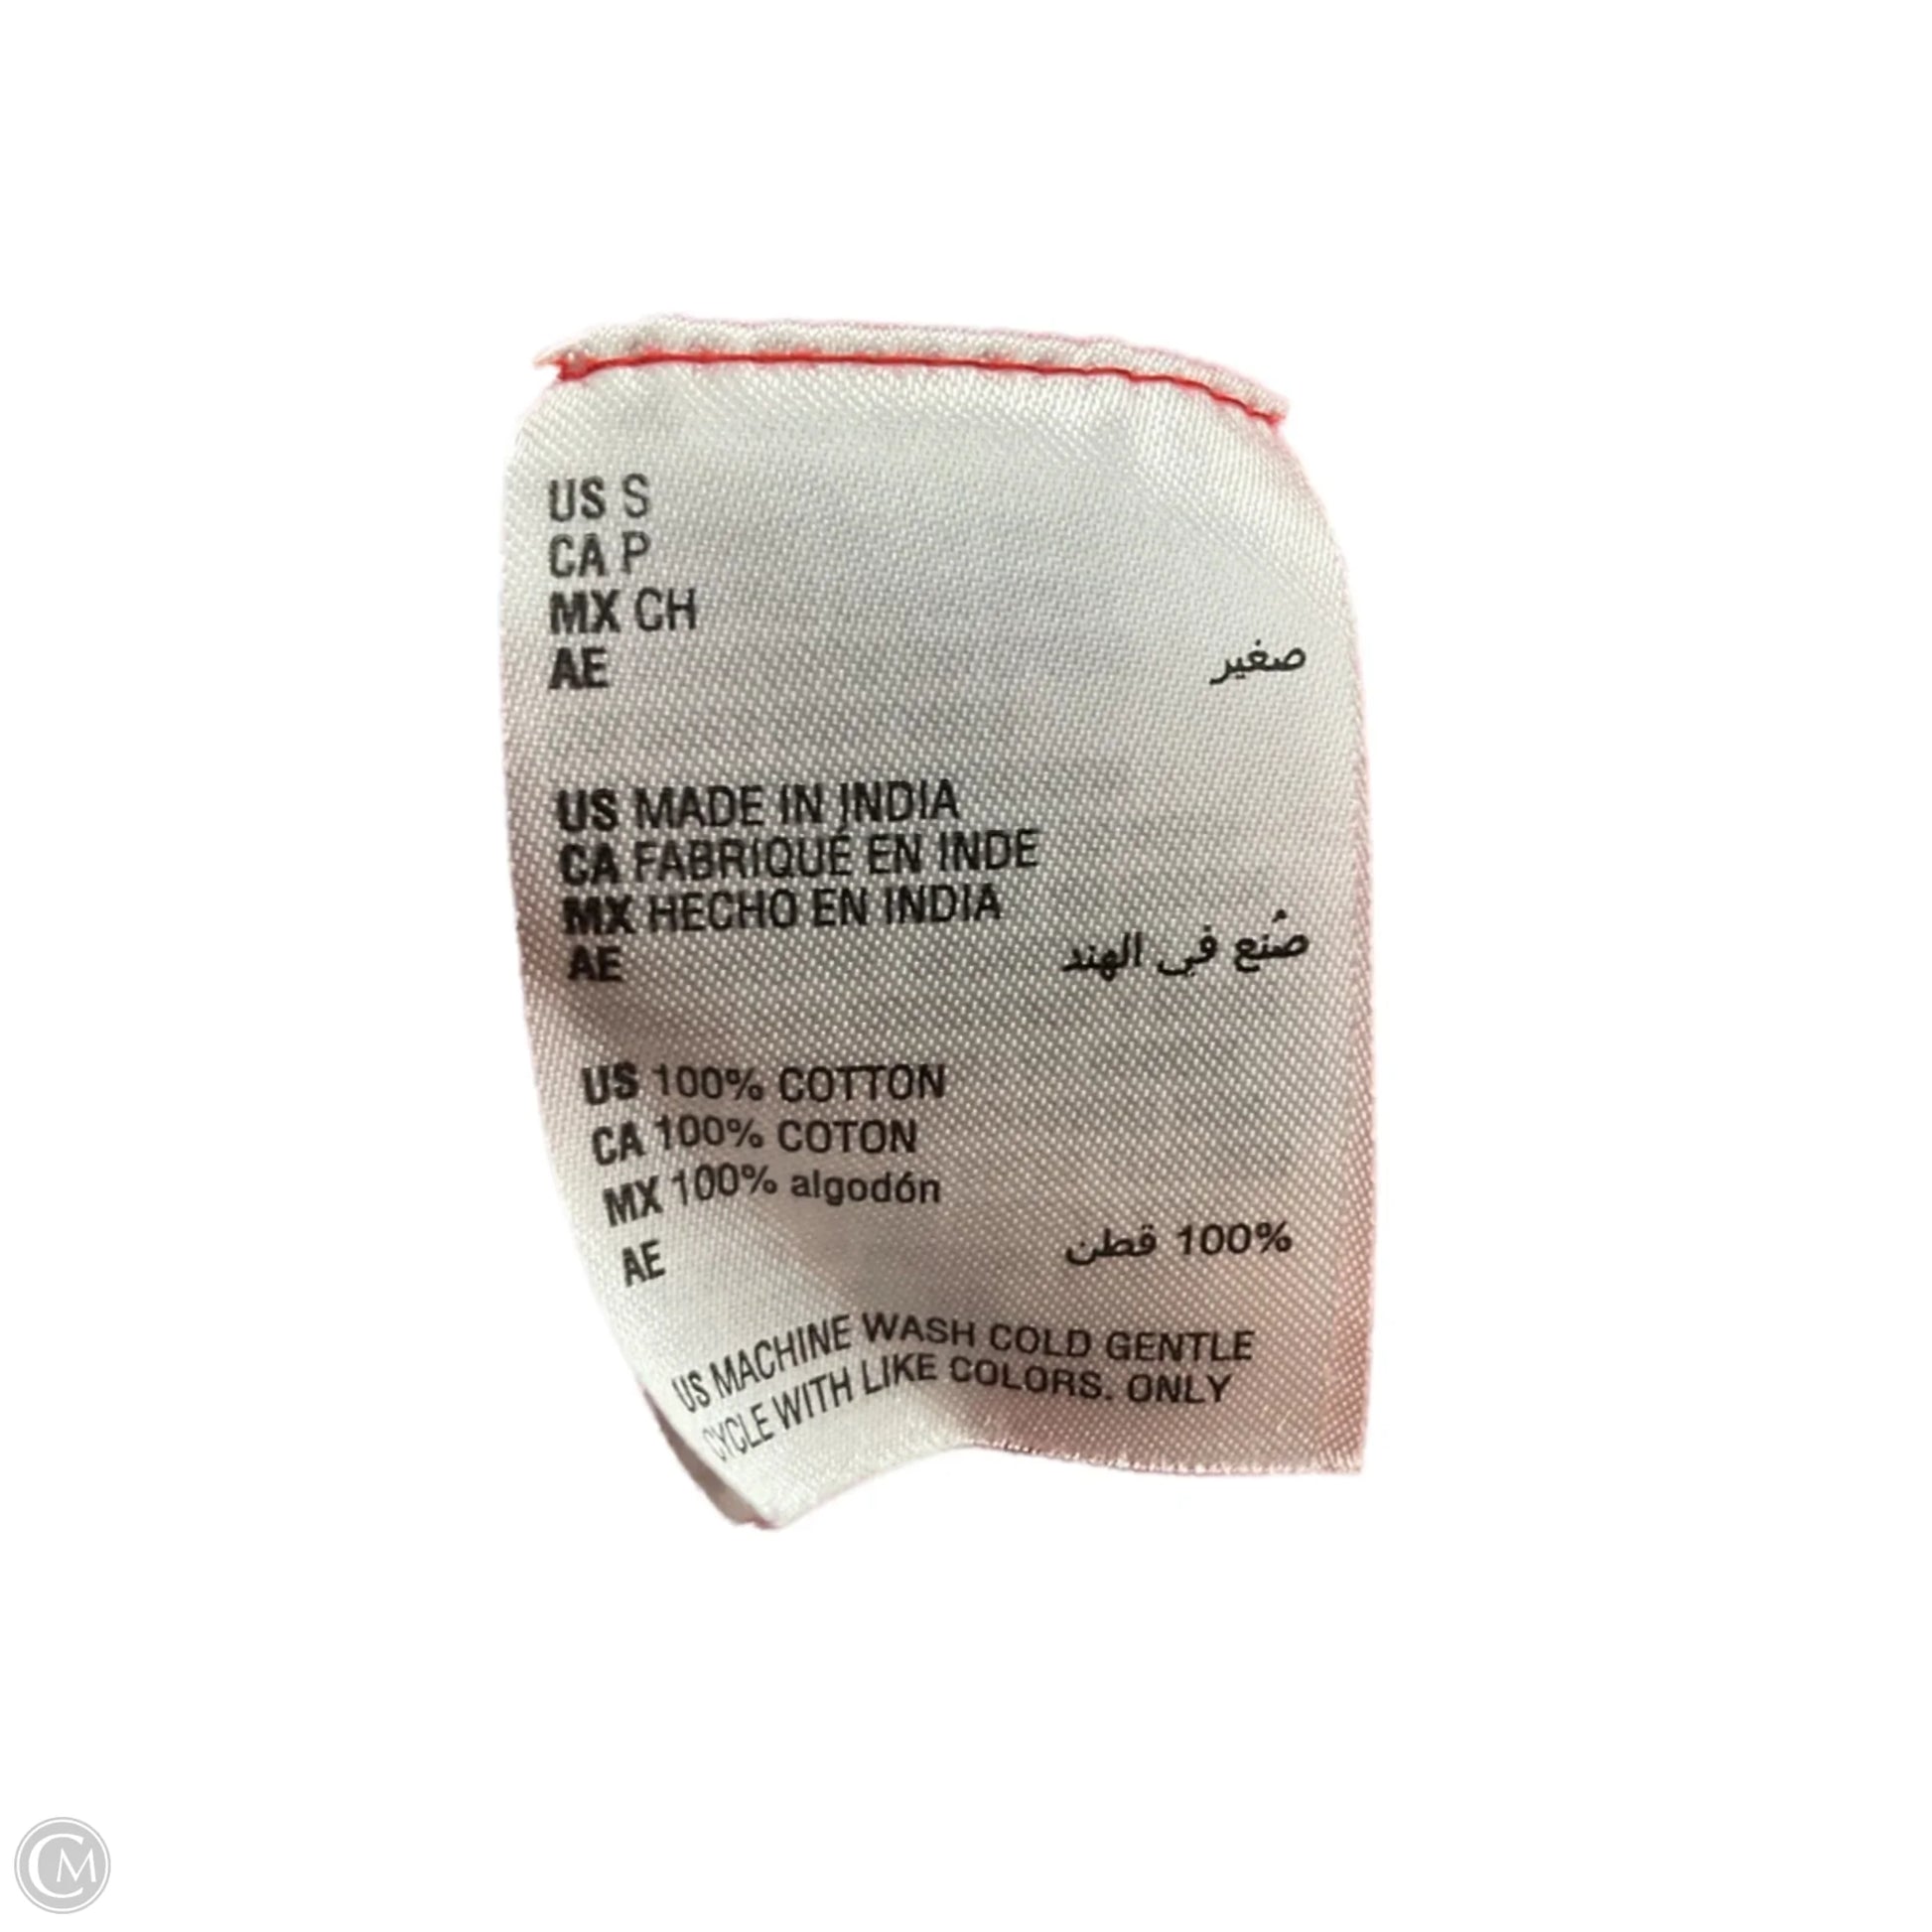 US S
CA P
MX CH
AE صغير
US MADE IN INDIA
CA FABRIQUÉ EN INDE
MX HECHO EN INDIA
AE صُنع في الهند
US 100% COTTON
CA 100% COTON
MX 100% algodón
AE 100% قطن
US MACHINE WASH COLD GENTLE
CYCLE WITH LIKE COLORS. ONLY
CM